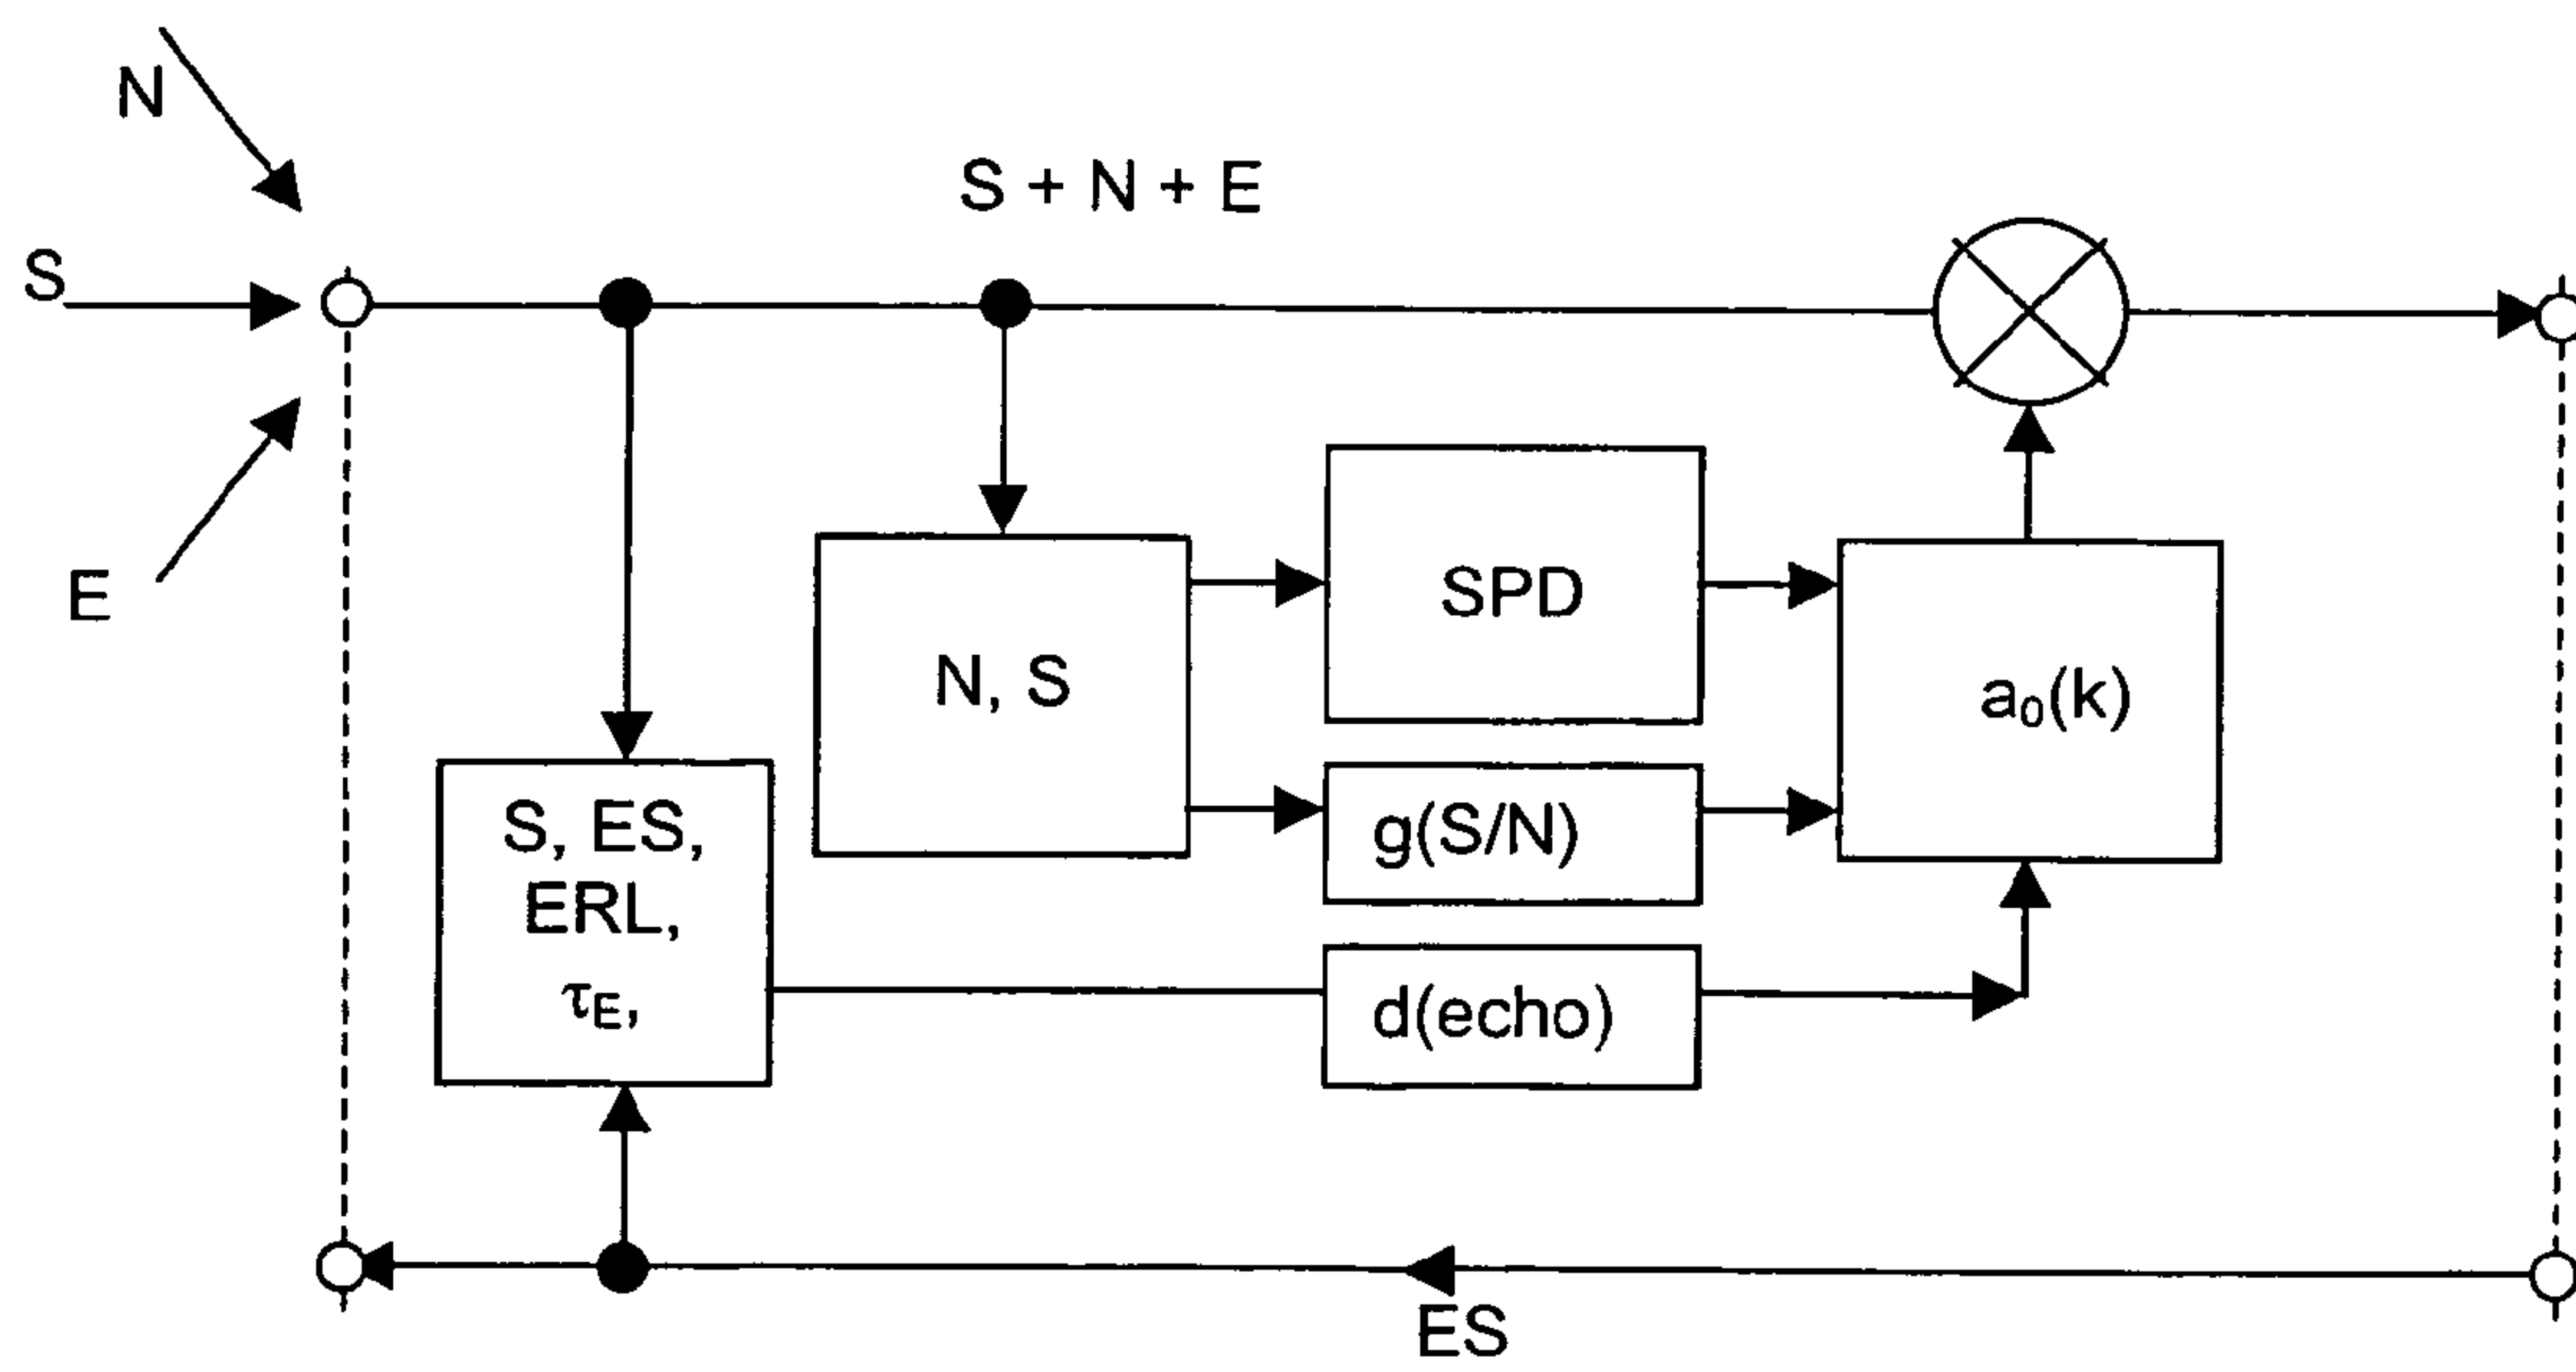 N
S + N + E
S
E
SPD
N, S
a₀(k)
S, ES,
ERL,
τE,
g(S/N)
d(echo)
ES